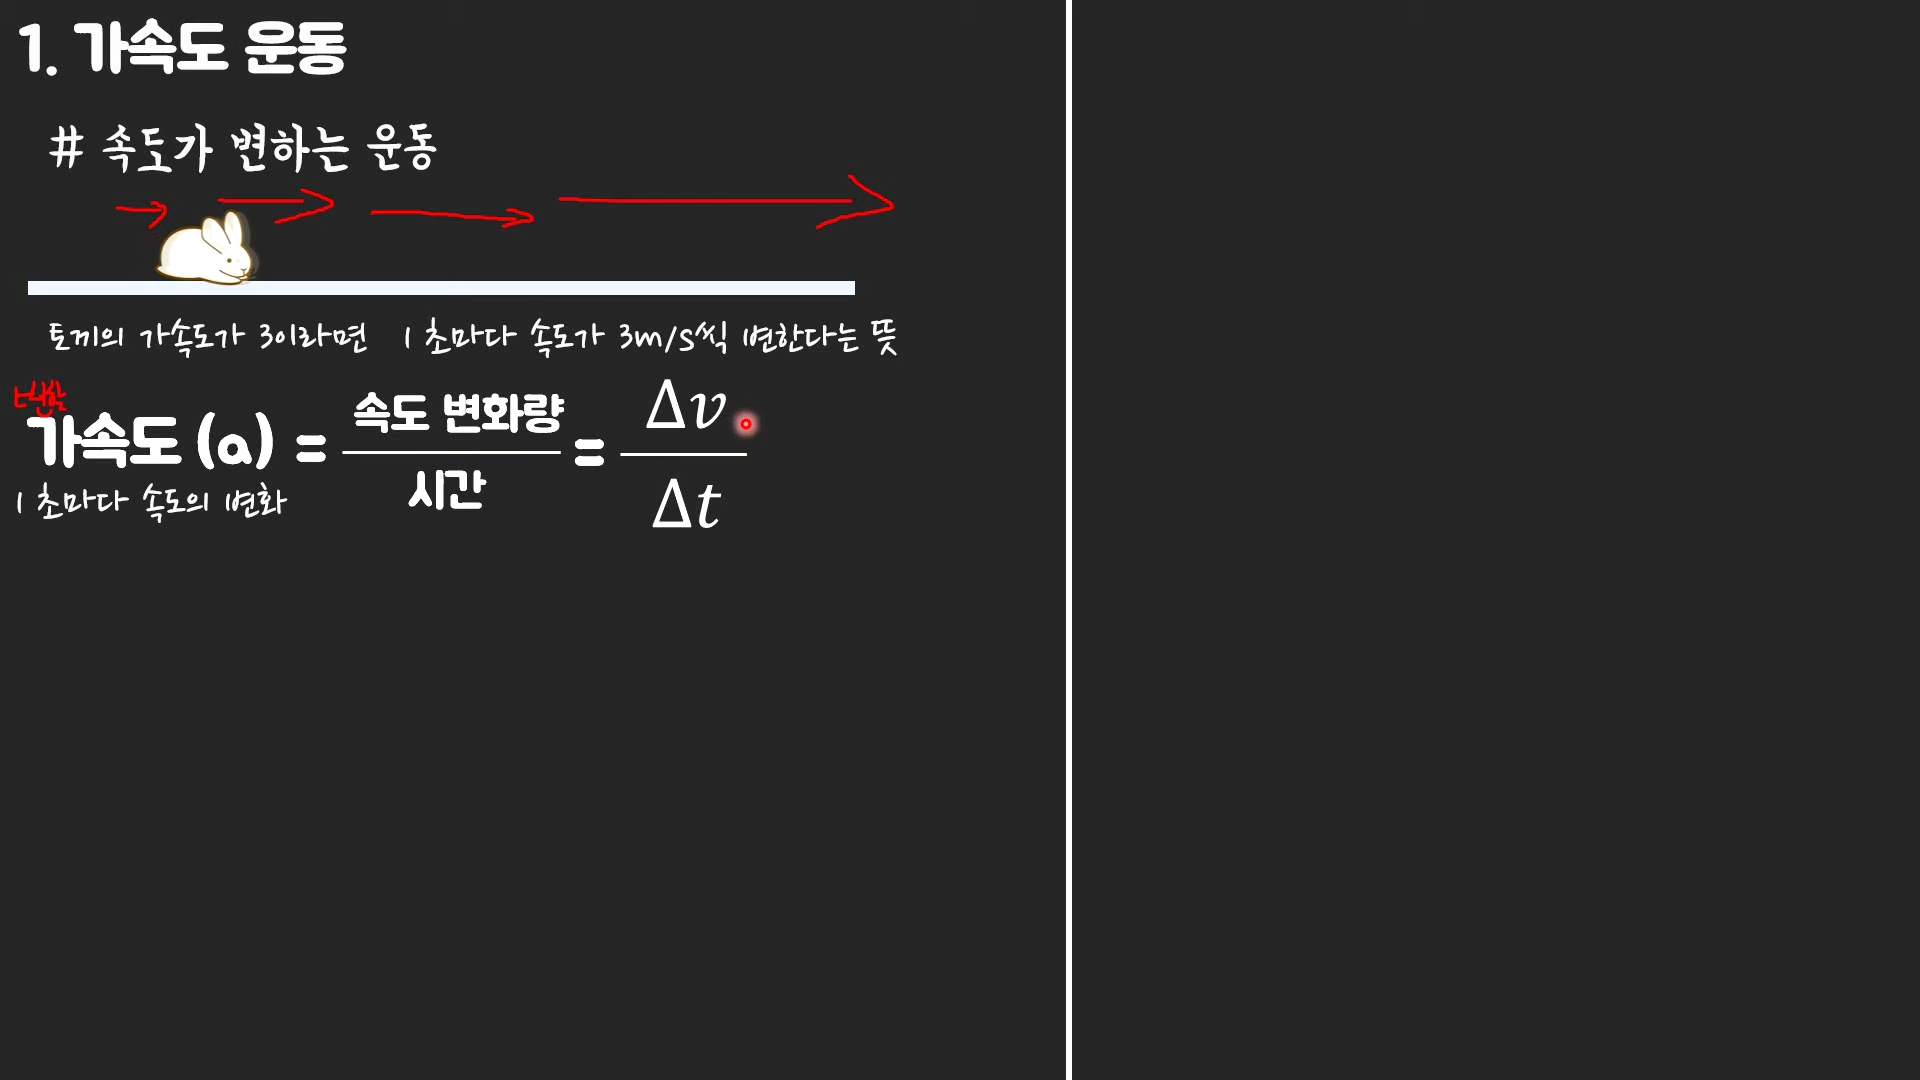 1. 가속도 운동
# 속도가 변하는 운동
토끼의 가속도가 3이라면 1초마다 속도가 3m/s씩 변한다는 뜻
가속도 (a) = 속도 변화량 / 시간 = Δv / Δt
1초마다 속도의 변화